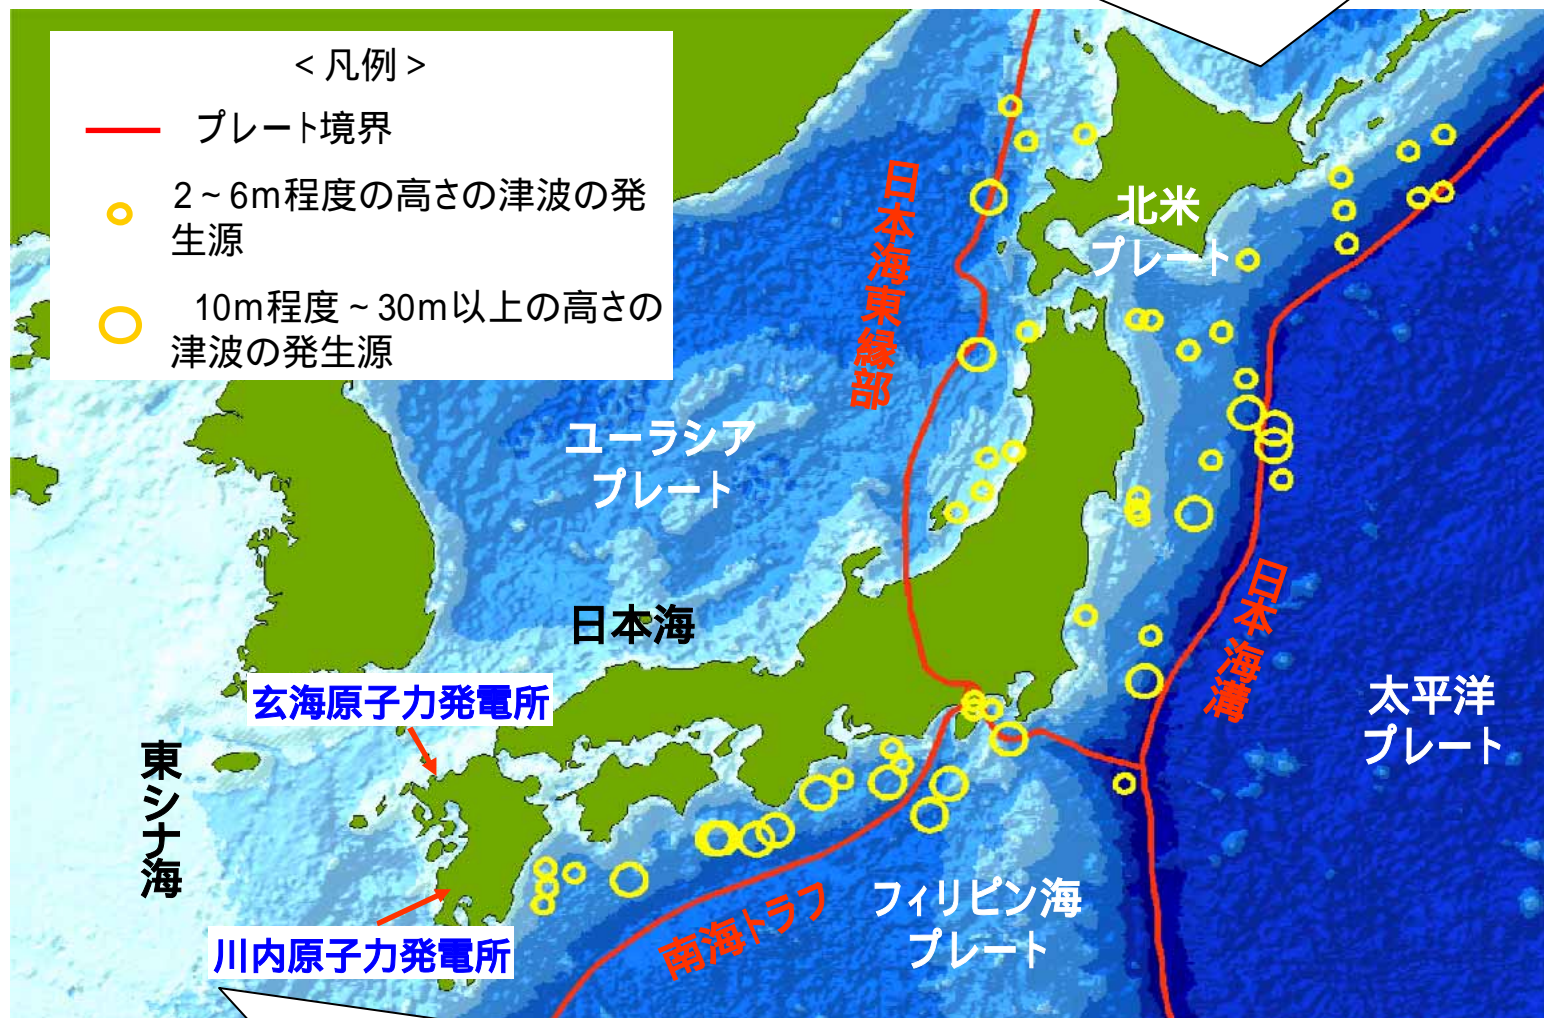 ＜凡例＞
プレート境界
2～6m程度の高さの津波の発
生源
10m程度～30m以上の高さの
津波の発生源
日本海東縁部
北米
プレート
ユーラシア
プレート
日本海
日本海溝
玄海原子力発電所
太平洋
プレート
東シナ海
フィリピン海
プレート
南海トラフ
川内原子力発電所